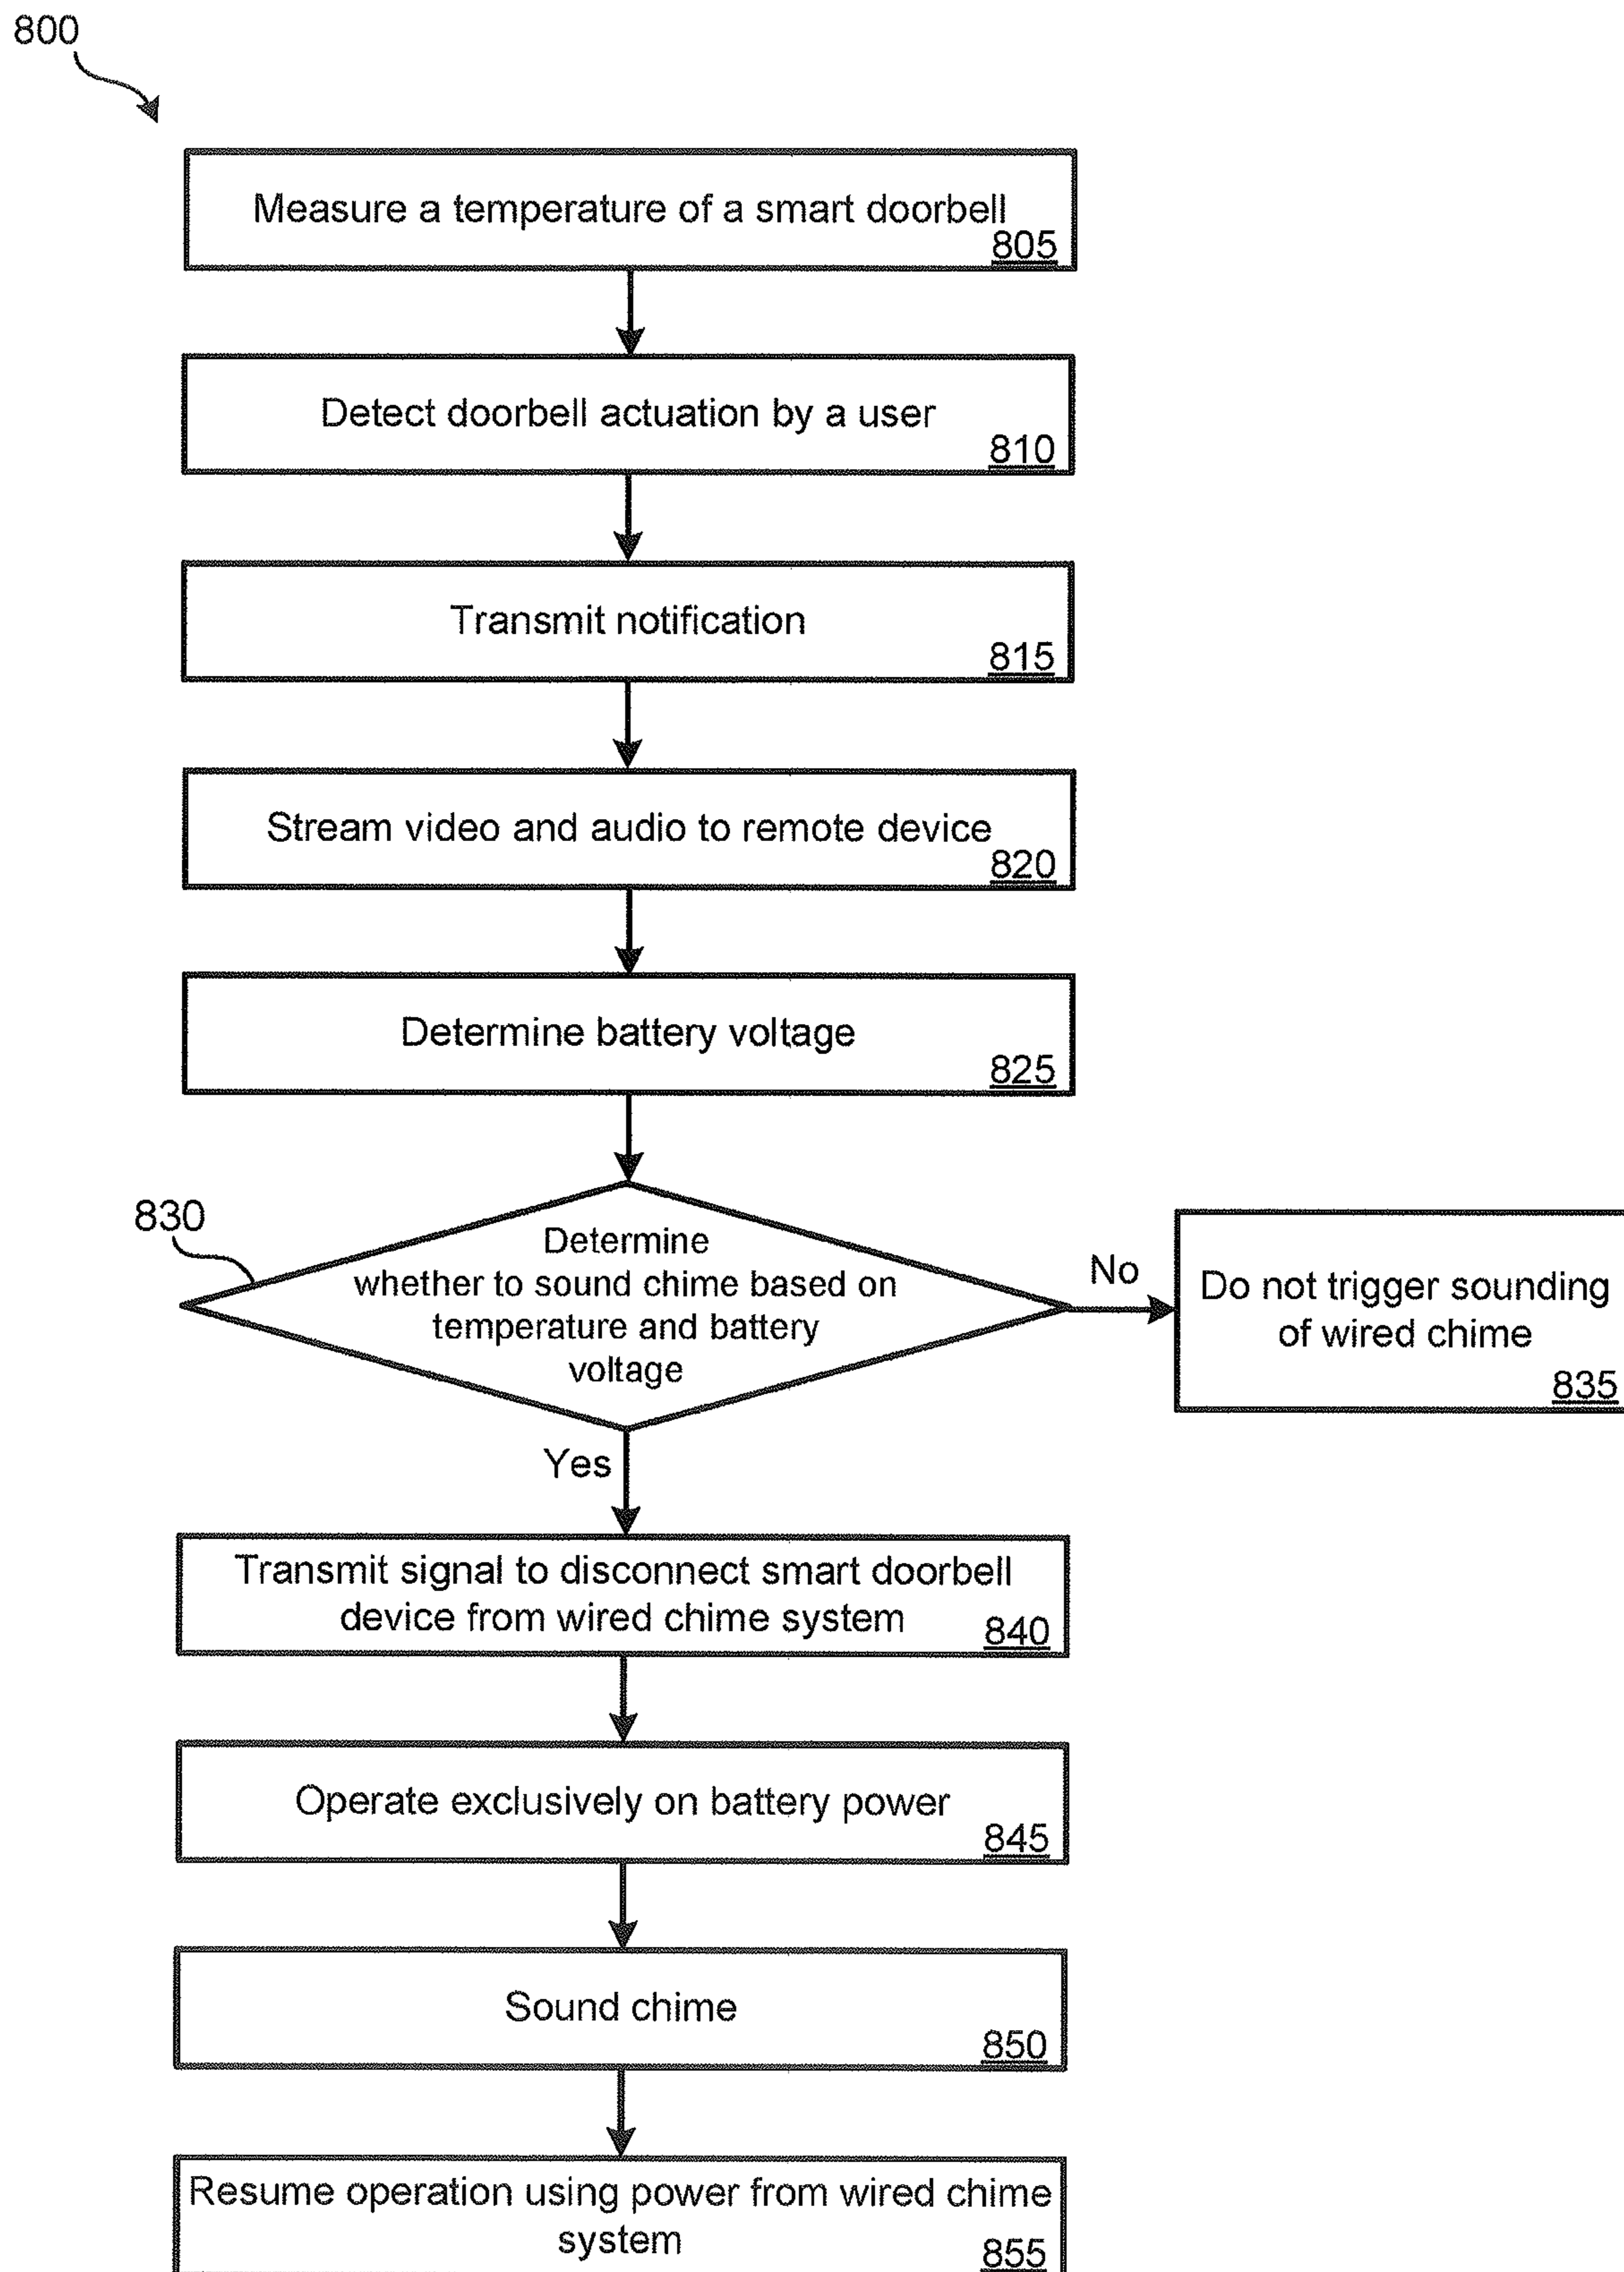 800
Measure a temperature of a smart doorbell
805
Detect doorbell actuation by a user
810
Transmit notification
815
Stream video and audio to remote device
820
Determine battery voltage
825
830
Determine
whether to sound chime based on
temperature and battery
voltage
No
Do not trigger sounding
of wired chime
835
Yes
Transmit signal to disconnect smart doorbell
device from wired chime system
840
Operate exclusively on battery power
845
Sound chime
850
Resume operation using power from wired chime
system
855